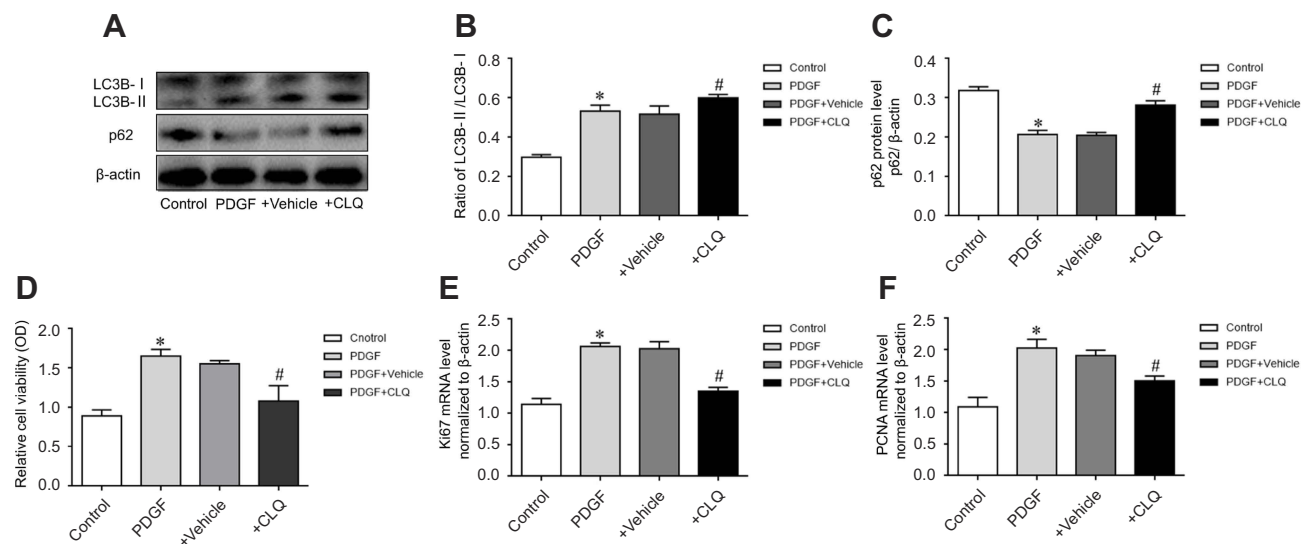 A
LC3B- I
LC3B-II
p62
β-actin
Control PDGF +Vehicle +CLQ
B
Ratio of LC3B-II /LC3B- I
0.8
0.6
0.4
0.2
0.0
*
#
Control
PDGF
+Vehicle
+CLQ
Control
PDGF
PDGF+Vehicle
PDGF+CLQ
C
p62 protein level
p62/ β-actin
0.4
0.3
0.2
0.1
0.0
*
#
Control
PDGF
+Vehicle
+CLQ
Control
PDGF
PDGF+Vehicle
PDGF+CLQ
D
Relative cell viability (OD)
2.0
1.5
1.0
0.5
0.0
*
#
Control
PDGF
+Vehicle
+CLQ
Cnotrol
PDGF
PDGF+Vehicle
PDGF+CLQ
E
Ki67 mRNA level
normalized to β-actin
2.5
2.0
1.5
1.0
0.5
0.0
*
#
Control
PDGF
+Vehicle
+CLQ
Control
PDGF
PDGF+Vehicle
PDGF+CLQ
F
PCNA mRNA level
normalized to β-actin
2.5
2.0
1.5
1.0
0.5
0.0
*
#
Control
PDGF
+Vehicle
+CLQ
Control
PDGF
PDGF+Vehicle
PDGF+CLQ